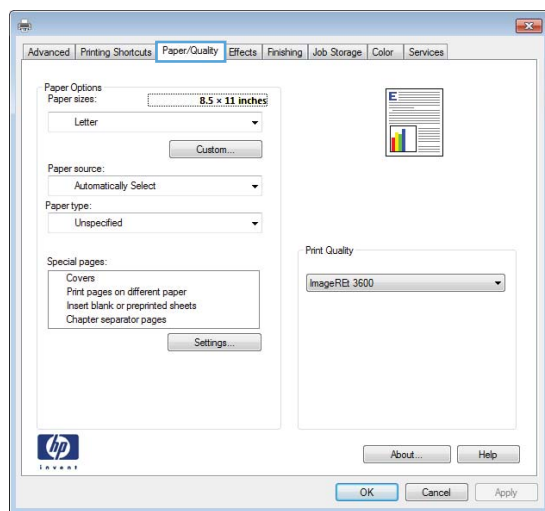 Advanced Printing Shortcuts Paper/Quality Effects Finishing Job Storage Color Services
Paper Options
Paper sizes: 8.5 × 11 inches
Letter
Custom...
Paper source:
Automatically Select
Paper type:
Unspecified
Special pages:
Covers
Print pages on different paper
Insert blank or preprinted sheets
Chapter separator pages
Settings...
E
Print Quality
ImageREt 3600
hp
invent
About... Help
OK Cancel Apply